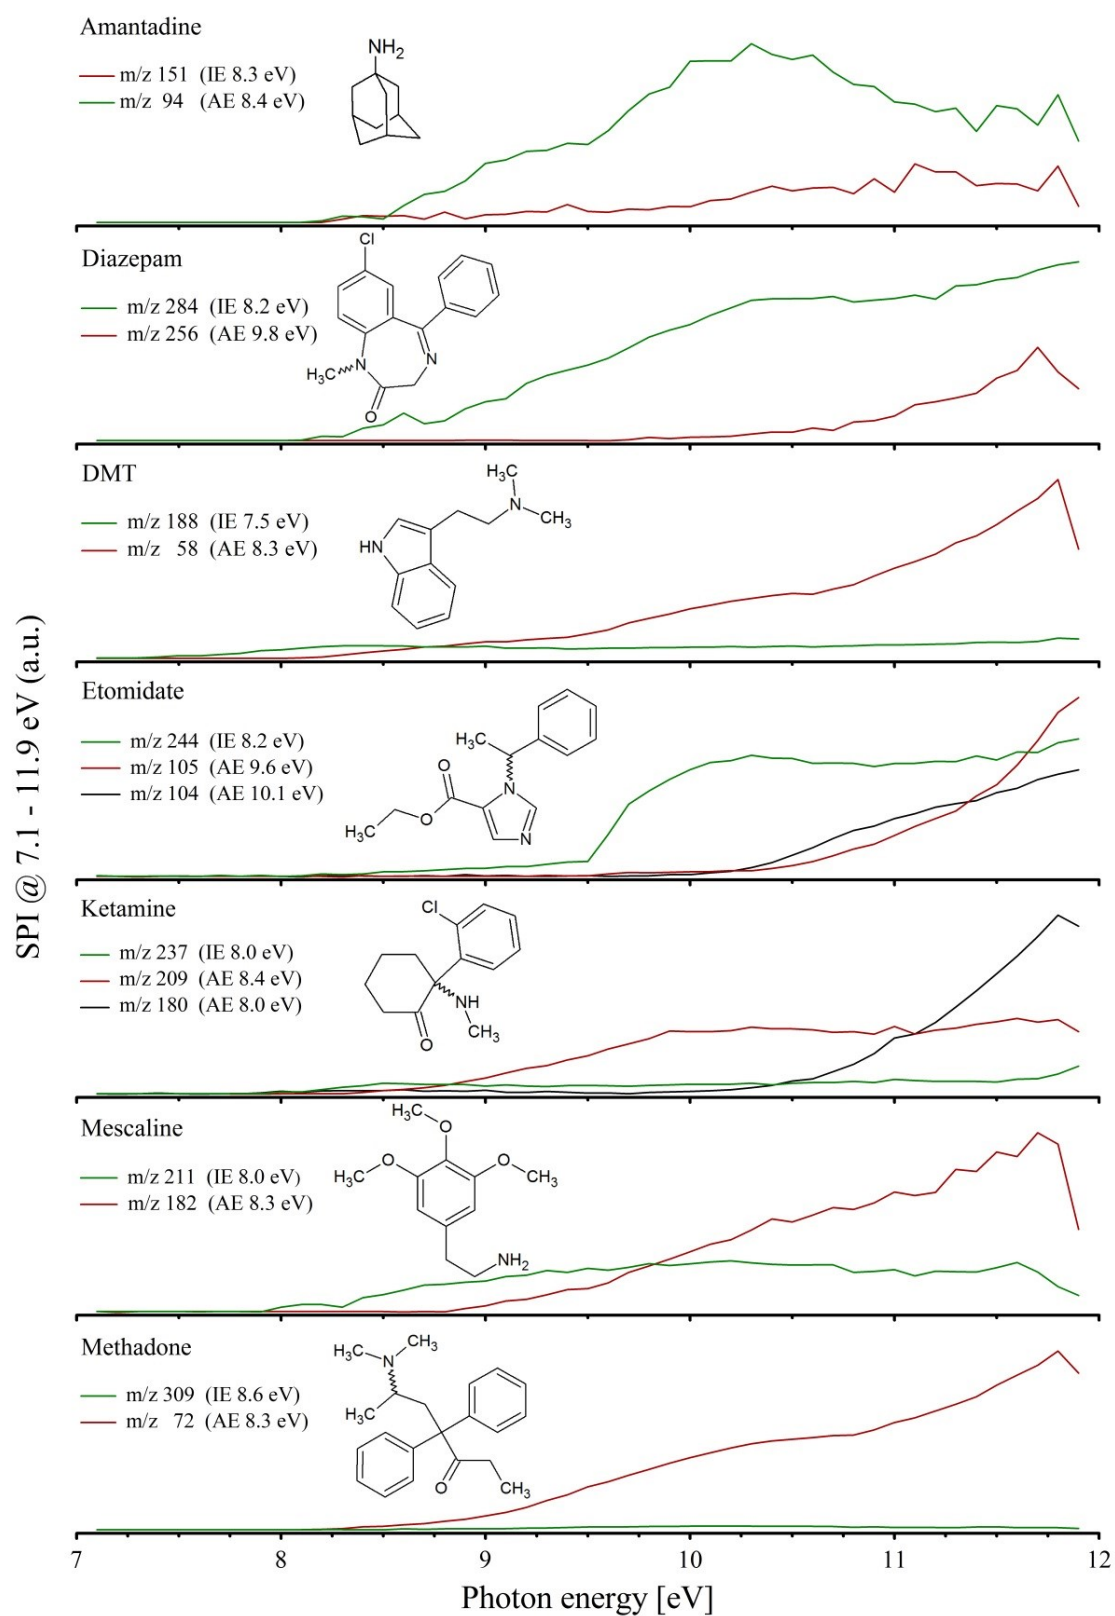 Amantadine
m/z 151 (IE 8.3 eV)
m/z 94 (AE 8.4 eV)
NH2
Diazepam
m/z 284 (IE 8.2 eV)
m/z 256 (AE 9.8 eV)
Cl
N
N
H3C
O
DMT
m/z 188 (IE 7.5 eV)
m/z 58 (AE 8.3 eV)
H3C
N
CH3
HN
Etomidate
m/z 244 (IE 8.2 eV)
m/z 105 (AE 9.6 eV)
m/z 104 (AE 10.1 eV)
H3C
O
N
O
H3C
N
Ketamine
m/z 237 (IE 8.0 eV)
m/z 209 (AE 8.4 eV)
m/z 180 (AE 8.0 eV)
Cl
NH
CH3
O
Mescaline
m/z 211 (IE 8.0 eV)
m/z 182 (AE 8.3 eV)
H3C
O
O
O
H3C
CH3
NH2
Methadone
m/z 309 (IE 8.6 eV)
m/z 72 (AE 8.3 eV)
CH3
H3C
N
H3C
O
CH3
7 8 9 10 11 12
Photon energy [eV]
SPI @ 7.1 - 11.9 eV (a.u.)